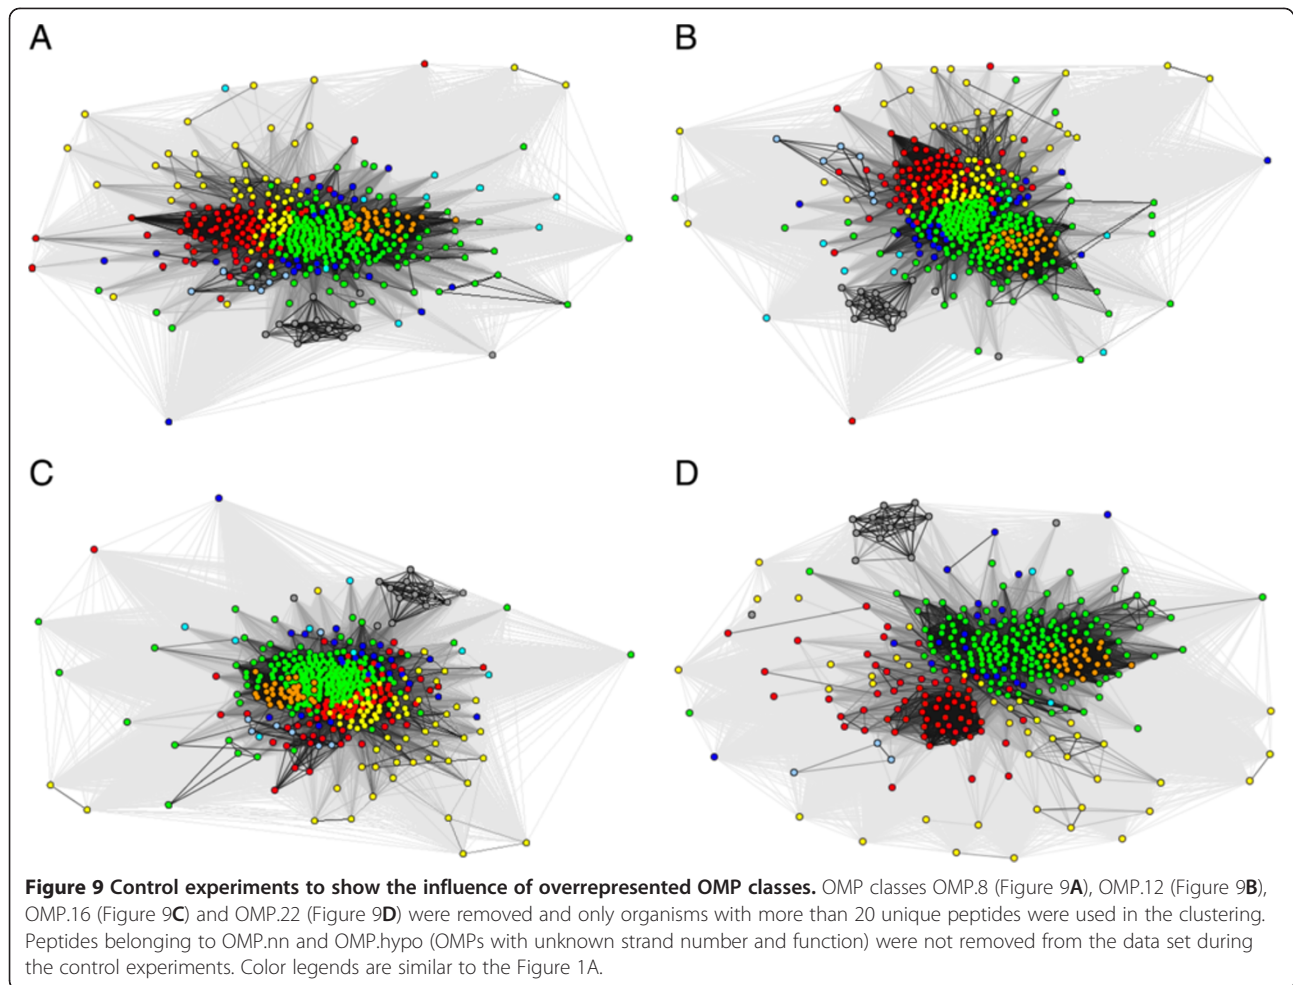 A
B
C
D
Figure 9 Control experiments to show the influence of overrepresented OMP classes. OMP classes OMP.8 (Figure 9A), OMP.12 (Figure 9B),
OMP.16 (Figure 9C) and OMP.22 (Figure 9D) were removed and only organisms with more than 20 unique peptides were used in the clustering.
Peptides belonging to OMP.nn and OMP.hypo (OMPs with unknown strand number and function) were not removed from the data set during
the control experiments. Color legends are similar to the Figure 1A.